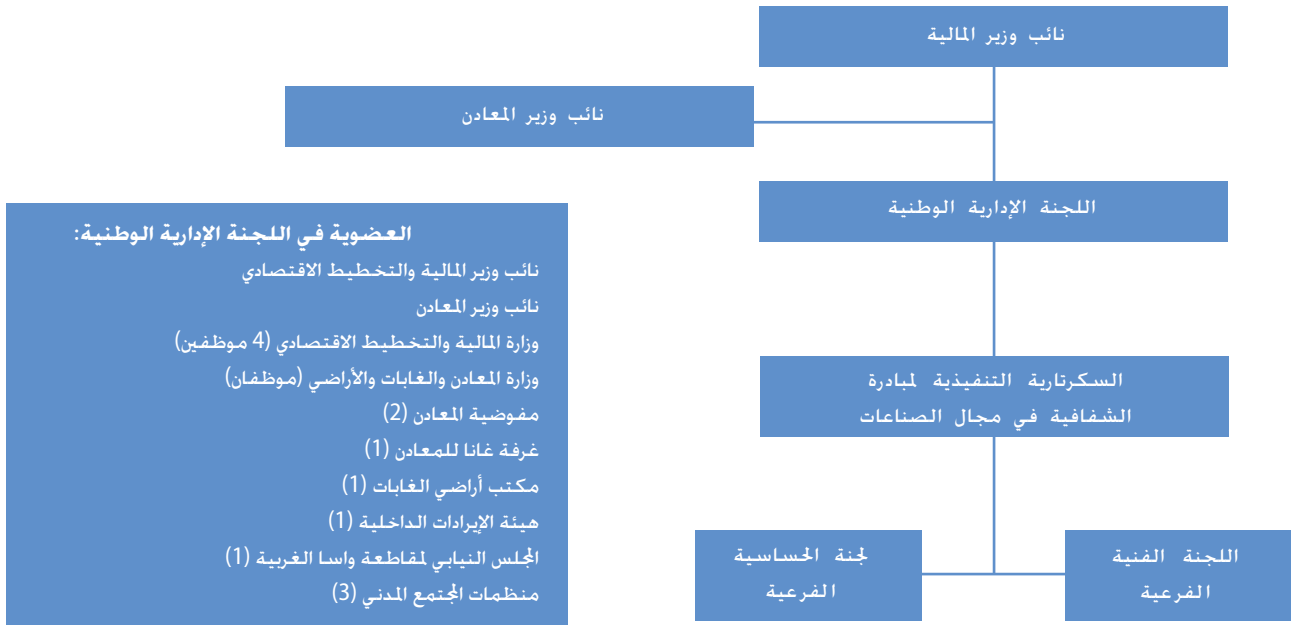 نائب وزير المالية
نائب وزير المعادن
اللجنة الإدارية الوطنية
العضوية في اللجنة الإدارية الوطنية:
نائب وزير المالية والتخطيط الاقتصادي
نائب وزير المعادن
وزارة المالية والتخطيط الاقتصادي (4 موظفين)
وزارة المعادن والغابات والأراضي (موظفان)
مفوضية المعادن (2)
غرفة غانا للمعادن (1)
مكتب أراضي الغابات (1)
هيئة الإيرادات الداخلية (1)
المجلس النيابي لمقاطعة واسا الغربية (1)
منظمات المجتمع المدني (3)
السكرتارية التنفيذية لمبادرة
الشفافية في مجال الصناعات
اللجنة الفنية
الفرعية
لجنة الحساسية
الفرعية